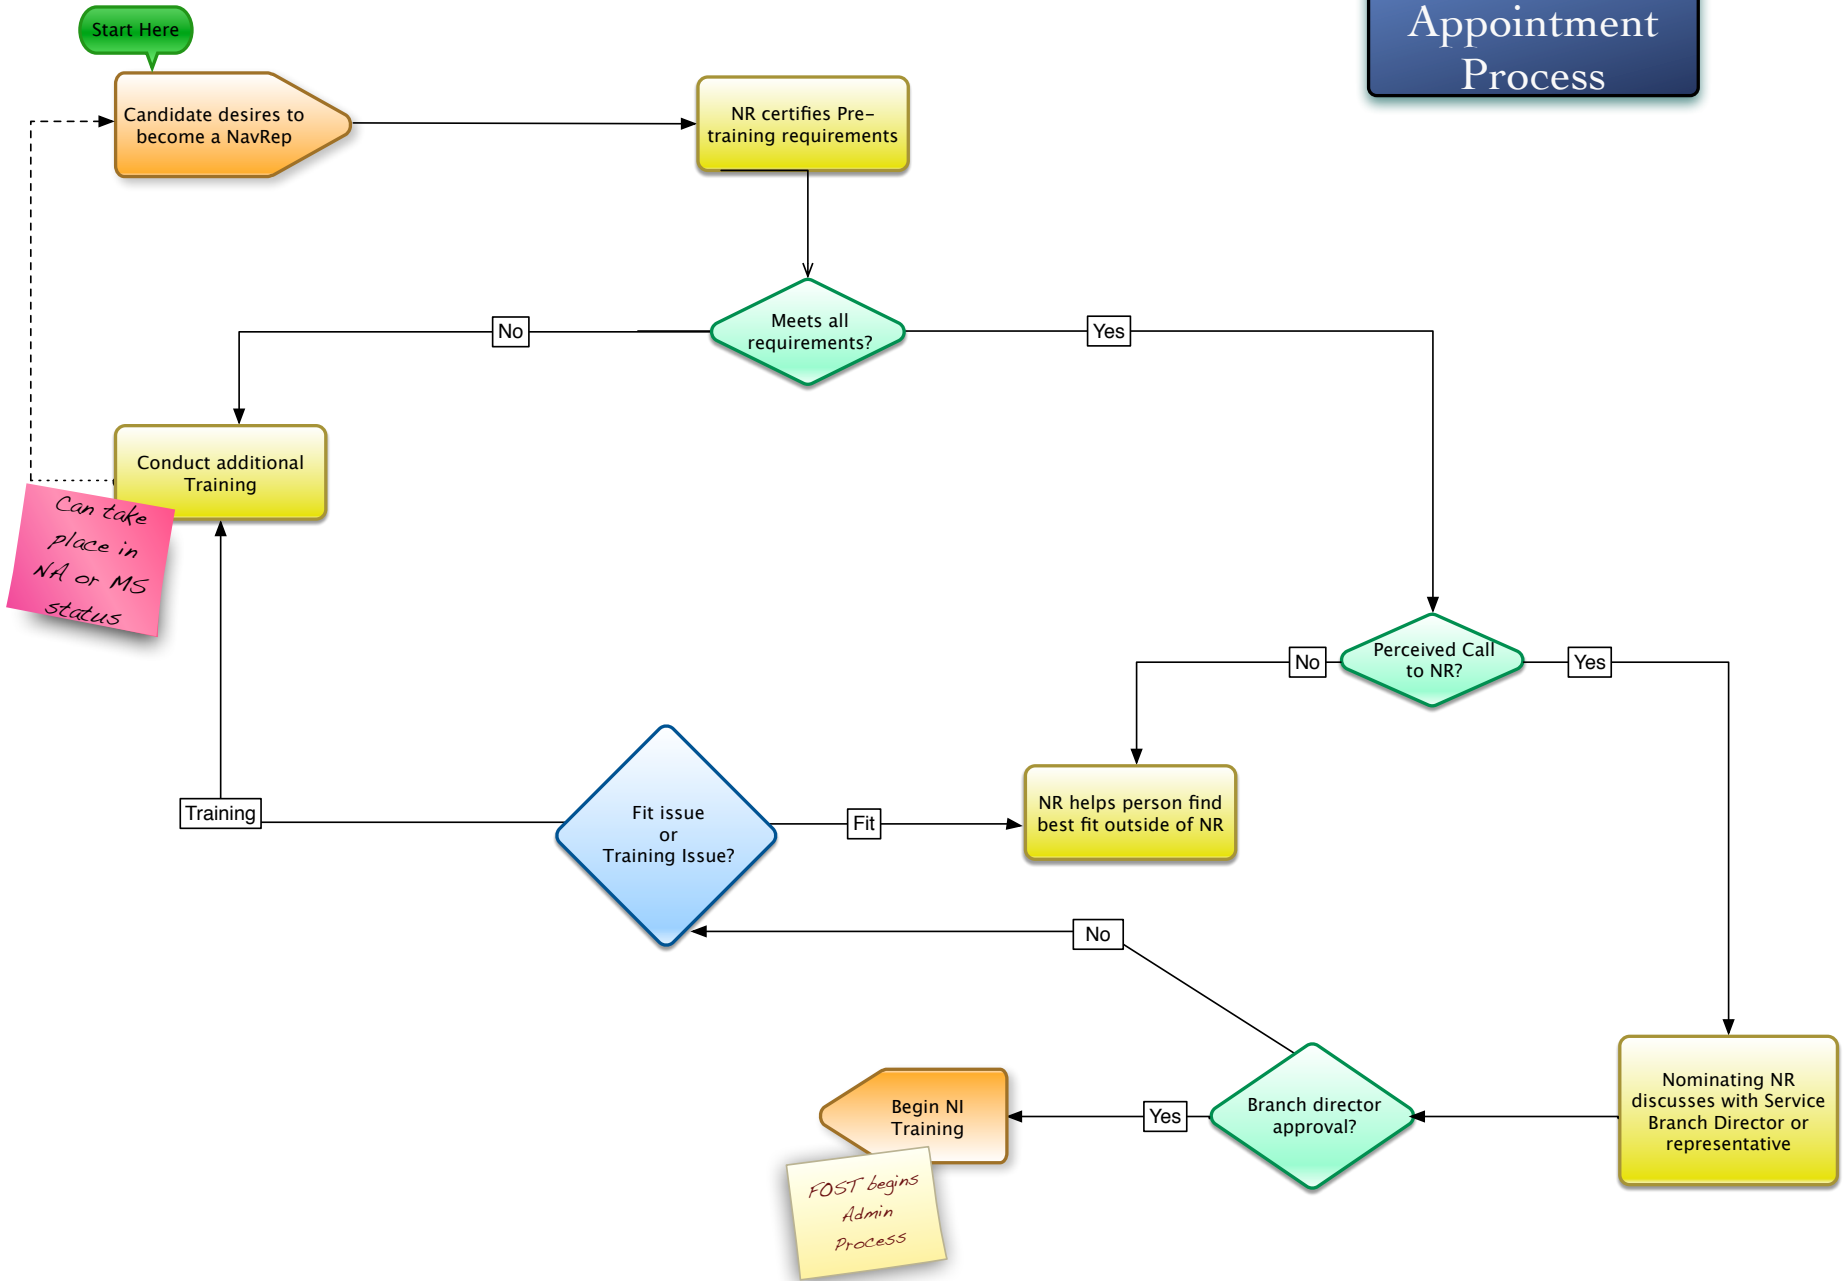 Appointment
Process
Start Here
Candidate desires to
become a NavRep
NR certifies Pre-
training requirements
Meets all
requirements?
No
Yes
Conduct additional
Training
Can take
place in
NA or MS
status
Perceived Call
to NR?
No
Yes
NR helps person find
best fit outside of NR
Fit issue
or
Training Issue?
Training
Fit
No
Nominating NR
discusses with Service
Branch Director or
representative
Branch director
approval?
Yes
Begin NI
Training
FOST begins
Admin
Process